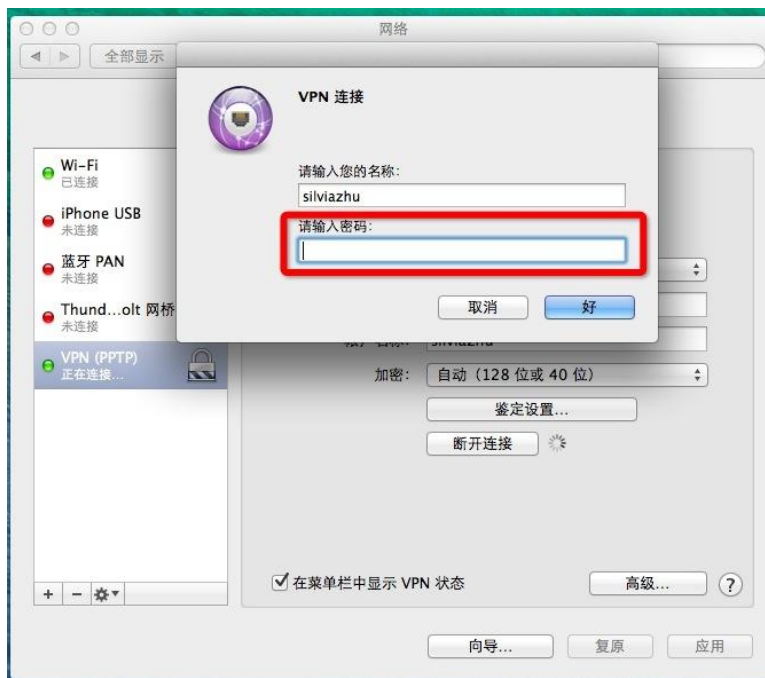 网络
全部显示
VPN 连接
请输入您的名称:
silviazhu
请输入密码:
取消
好
Wi-Fi
已连接
iPhone USB
未连接
蓝牙 PAN
未连接
Thund...olt 网桥
未连接
VPN (PPTP)
正在连接...
加密:
自动（128 位或 40 位）
鉴定设置...
断开连接
在菜单栏中显示 VPN 状态
高级...
?
向导...
复原
应用